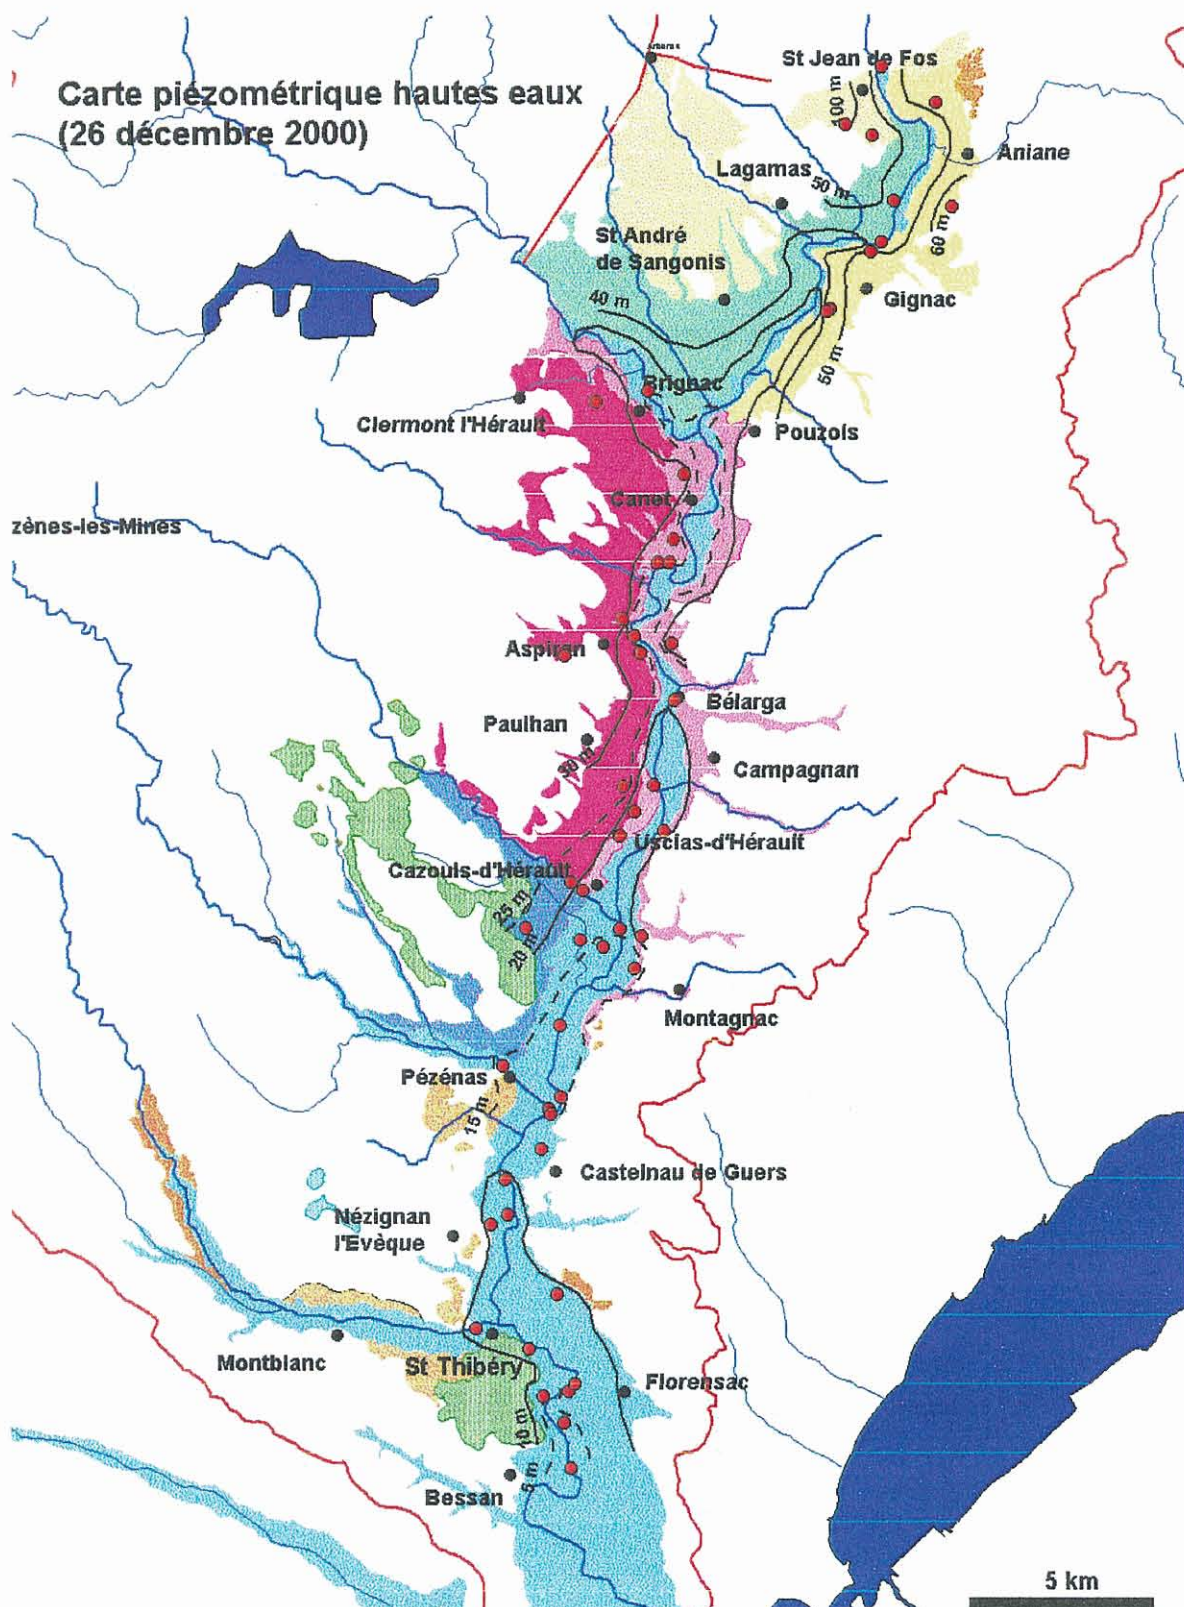 St Jean de Fos
Carte piézométrique hautes eaux
(26 décembre 2000)
100 m
Aniane
Lagamas
50 m
60 m
St André
de Sangonis
40 m
Gignac
50 m
Brignac
Clermont l'Hérault
Pouzols
Canet
zènes-les-Mines
Aspiran
Bélarga
Paulhan
30 m
Campagnan
Usclas-d'Hérault
Cazouls-d'Hérault
25 m
20 m
Montagnac
Pézénas
15 m
Castelnau de Guers
Nézignan
l'Evèque
Montblanc
St Thibéry
Florensac
10 m
5 m
Bessan
5 km